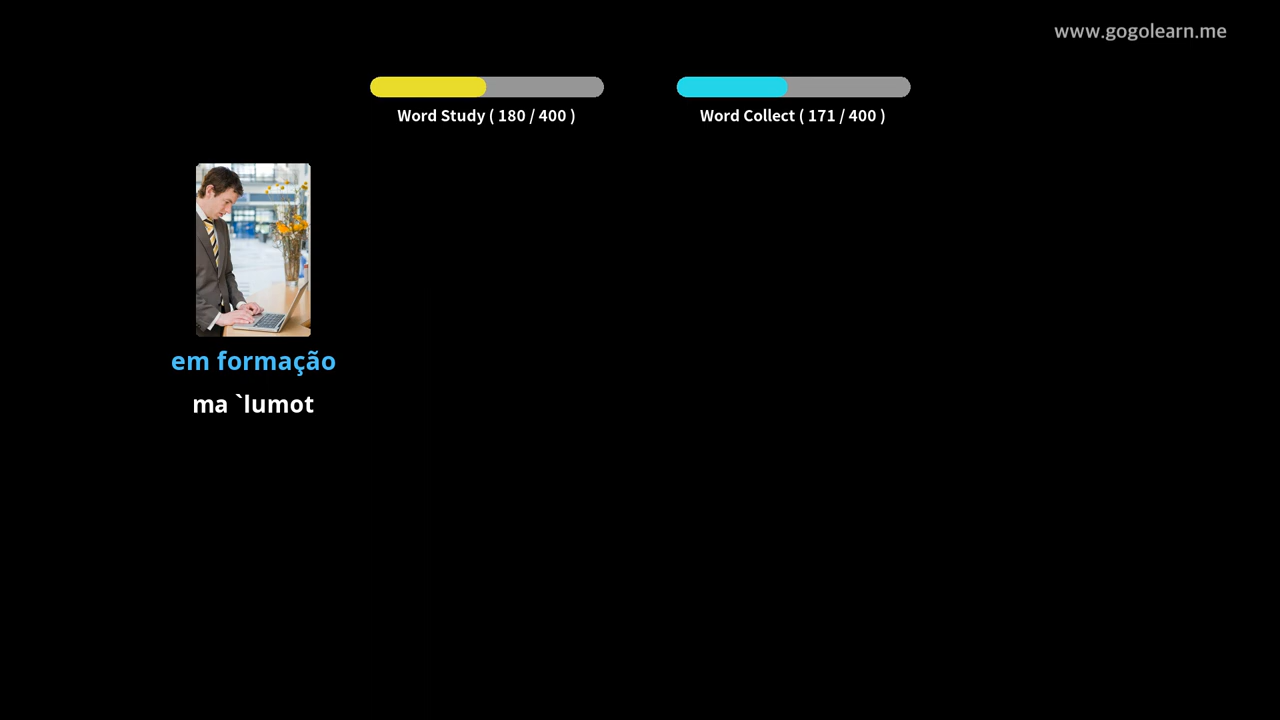 www.gogolearn.me
Word Study ( 180 / 400 )
Word Collect ( 171 / 400 )
em formação
ma `lumot